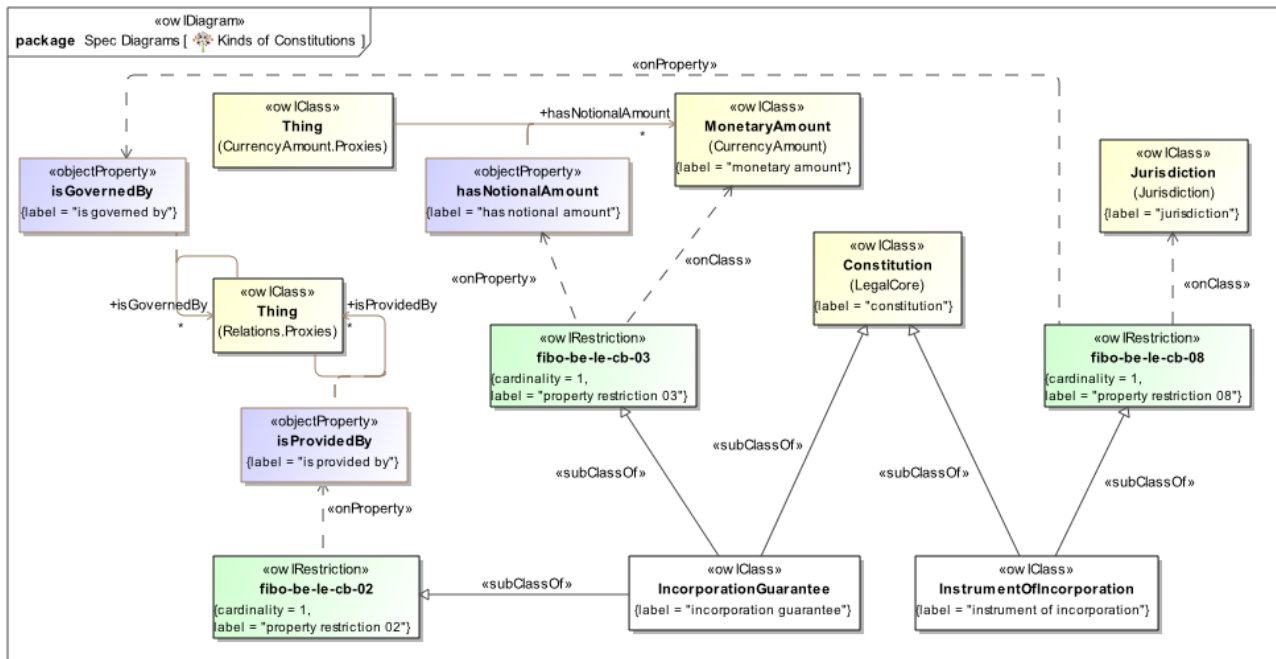 «owlDiagram»
package Spec Diagrams [ Kinds of Constitutions ]
«onProperty»
«owlClass»
Thing
(CurrencyAmount.Proxies)
+hasNotionalAmount
*
«owlClass»
MonetaryAmount
(CurrencyAmount)
{label = "monetary amount"}
«objectProperty»
isGovernedBy
{label = "is governed by"}
«objectProperty»
hasNotionalAmount
{label = "has notional amount"}
«owlClass»
Jurisdiction
(Jurisdiction)
{label = "jurisdiction"}
«onProperty»
«onClass»
«owlClass»
Constitution
(LegalCore)
{label = "constitution"}
«onClass»
+isGovernedBy
*
«owlClass»
Thing
(Relations.Proxies)
+isProvidedBy
*
«owlRestriction»
fibo-be-le-cb-03
{cardinality = 1,
label = "property restriction 03"}
«owlRestriction»
fibo-be-le-cb-08
{cardinality = 1,
label = "property restriction 08"}
«objectProperty»
isProvidedBy
{label = "is provided by"}
«subClassOf»
«subClassOf»
«subClassOf»
«subClassOf»
«onProperty»
«owlRestriction»
fibo-be-le-cb-02
{cardinality = 1,
label = "property restriction 02"}
«subClassOf»
«owlClass»
IncorporationGuarantee
{label = "incorporation guarantee"}
«owlClass»
InstrumentOfIncorporation
{label = "instrument of incorporation"}